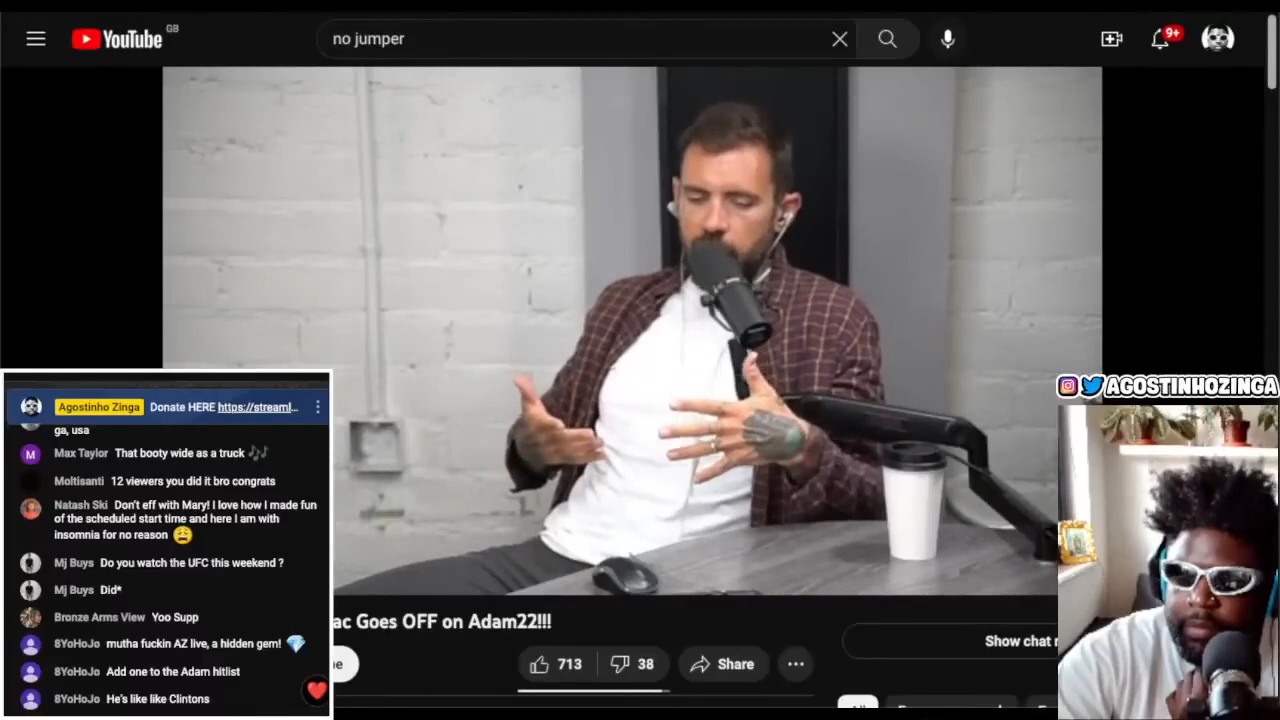 YouTube GB
no jumper
9+
AGOSTINHOZINGA
Agostinho Zinga Donate HERE https://streaml...
ga, usa
M Max Taylor That booty wide as a truck 🎶
Moltisanti 12 viewers you did it bro congrats
Natash Ski Don't eff with Mary! I love how I made fun
of the scheduled start time and here I am with
insomnia for no reason 😩
Mj Buys Do you watch the UFC this weekend ?
Mj Buys Did*
Bronze Arms View Yoo Supp
8YoHoJo mutha fuckin AZ live, a hidden gem! 💎
8YoHoJo Add one to the Adam hitlist
8YoHoJo He's like like Clintons
ac Goes OFF on Adam22!!!
Show chat r
e 713 38 Share